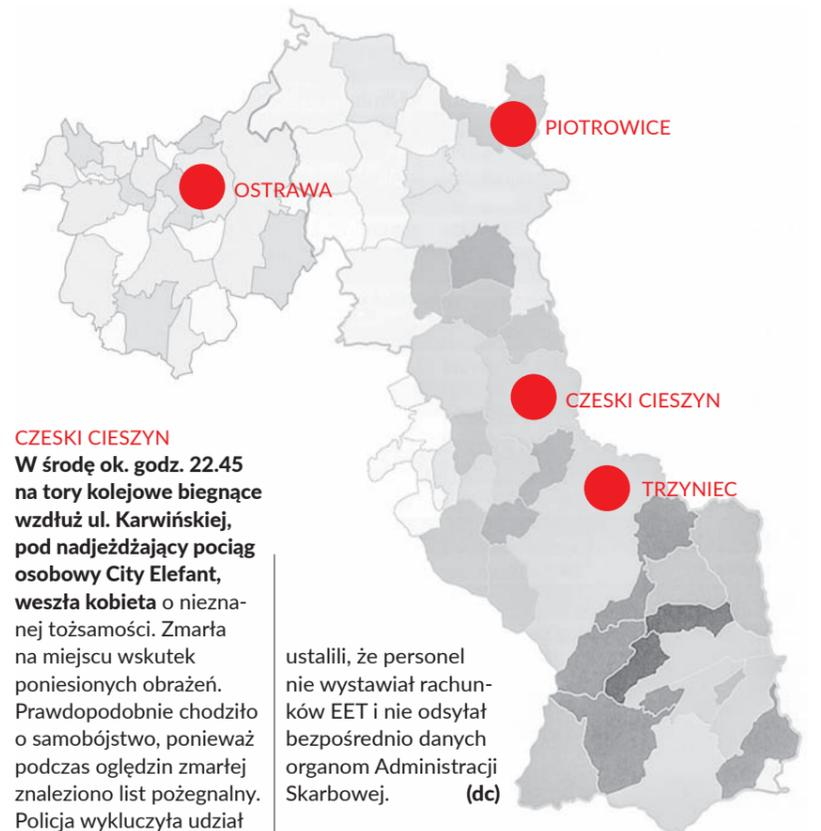 PIOTROWICE
OSTRAWA
CZESKI CIESZYN
TRZYNIEC
CZESKI CIESZYN
W środę ok. godz. 22.45
na tory kolejowe biegnące
wzdłuż ul. Karwińskiej,
pod nadjeżdżający pociąg
osobowy City Elefant,
weszła kobieta o niezna-
nej tożsamości. Zmarła
na miejscu wskutek
poniesionych obrażeń.
Prawdopodobnie chodziło
o samobójstwo, ponieważ
podczas oględzin zmarłej
znaleziono list pożegnalny.
Policja wykluczyła udział
ustalili, że personel
nie wystawiał rachun-
ków EET i nie odsyłał
bezpośrednio danych
organom Administracji
Skarbowej. (dc)